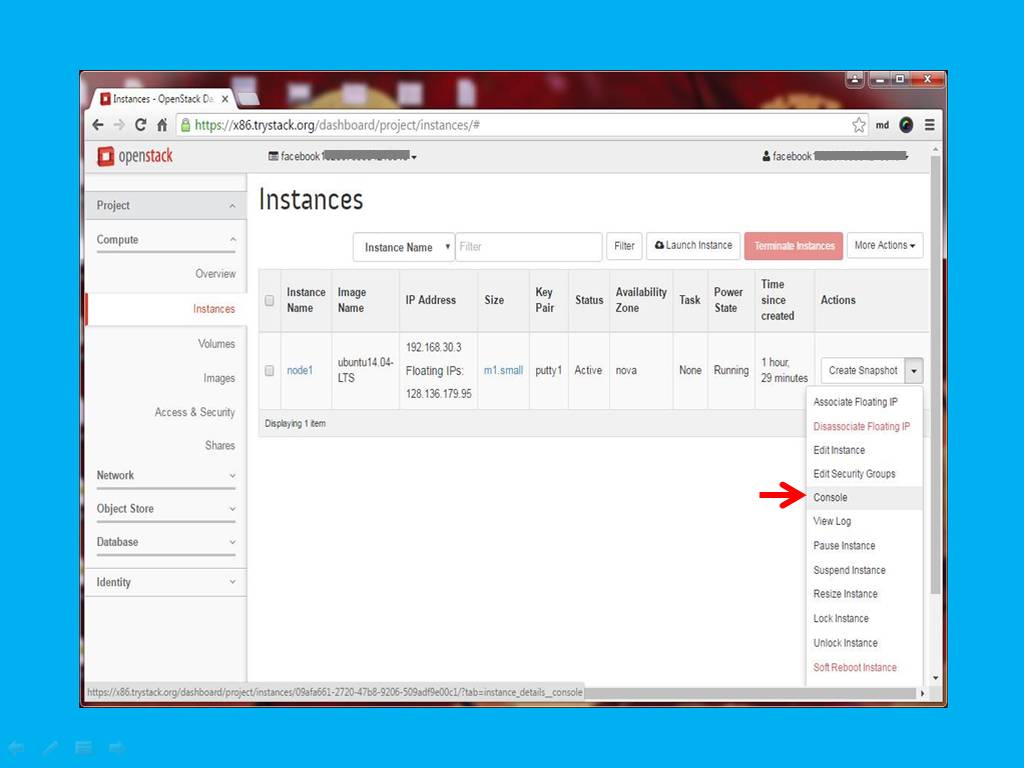 Instances - OpenStack Da
https://x86.trystack.org/dashboard/project/instances/#
md
openstack
facebook1
facebook1
Project
Compute
Overview
Instances
Volumes
Images
Access & Security
Shares
Network
Object Store
Database
Identity
Instances
Instance Name
Filter
Filter
Launch Instance
Terminate Instances
More Actions
Instance Name
Image Name
IP Address
Size
Key Pair
Status
Availability Zone
Task
Power State
Time since created
Actions
node1
ubuntu14.04-LTS
192.168.30.3
Floating IPs:
128.136.179.95
m1.small
putty1
Active
nova
None
Running
1 hour, 29 minutes
Create Snapshot
Displaying 1 item
Associate Floating IP
Disassociate Floating IP
Edit Instance
Edit Security Groups
Console
View Log
Pause Instance
Suspend Instance
Resize Instance
Lock Instance
Unlock Instance
Soft Reboot Instance
https://x86.trystack.org/dashboard/project/instances/09afa661-2720-47b8-9206-509adf9e00c1/?tab=instance_details__console